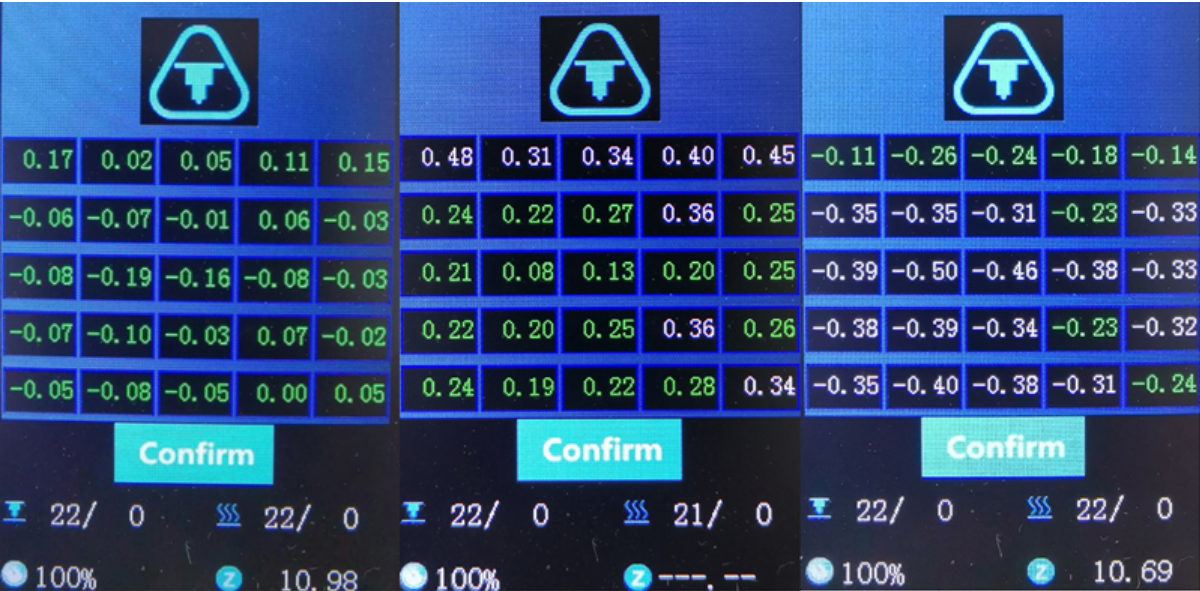 0.17 0.02 0.05 0.11 0.15
-0.06 -0.07 -0.01 0.06 -0.03
-0.08 -0.19 -0.16 -0.08 -0.03
-0.07 -0.10 -0.03 0.07 -0.02
-0.05 -0.08 -0.05 0.00 0.05
Confirm
22/ 0 22/ 0
100% Z 10.98
0.48 0.31 0.34 0.40 0.45
0.24 0.22 0.27 0.36 0.25
0.21 0.08 0.13 0.20 0.25
0.22 0.20 0.25 0.36 0.26
0.24 0.19 0.22 0.28 0.34
Confirm
22/ 0 21/ 0
100% Z ---.--
-0.11 -0.26 -0.24 -0.18 -0.14
-0.35 -0.35 -0.31 -0.23 -0.33
-0.39 -0.50 -0.46 -0.38 -0.33
-0.38 -0.39 -0.34 -0.23 -0.32
-0.35 -0.40 -0.38 -0.31 -0.24
Confirm
22/ 0 22/ 0
100% Z 10.69